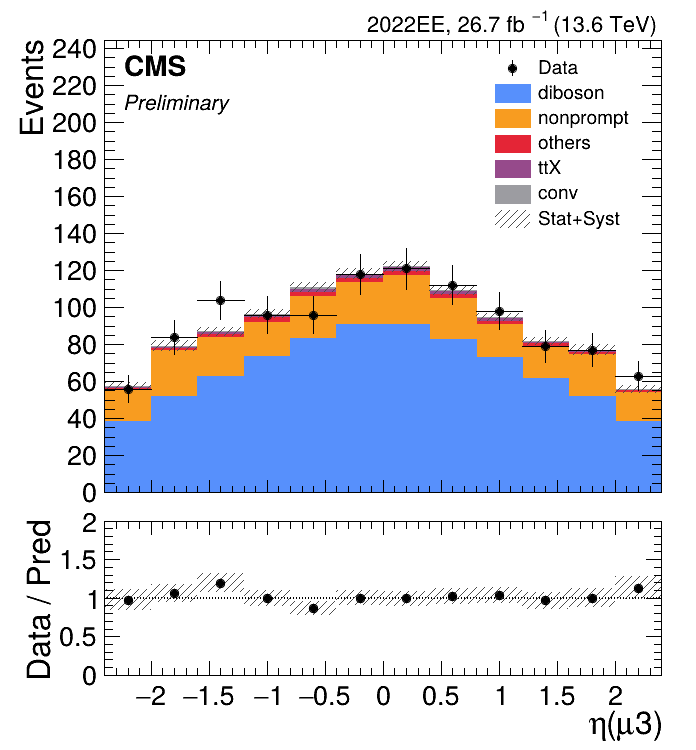 2022EE, 26.7 fb⁻¹ (13.6 TeV)
Events
240
220
200
180
160
140
120
100
80
60
40
20
0
CMS
Preliminary
Data
diboson
nonprompt
others
ttX
conv
Stat+Syst
Data / Pred
2
1.5
1
0.5
0
−2 −1.5 −1 −0.5 0 0.5 1 1.5 2
η(μ3)